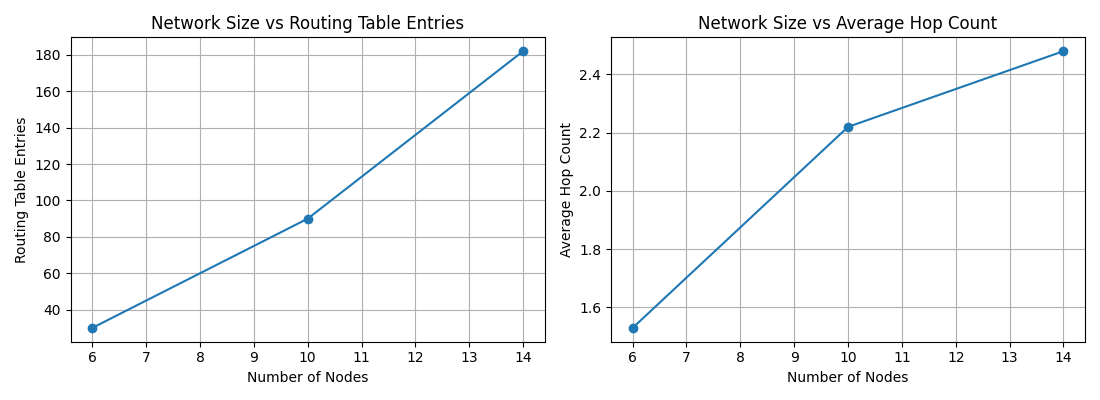 Network Size vs Routing Table Entries
Routing Table Entries
180
160
140
120
100
80
60
40
6 7 8 9 10 11 12 13 14
Number of Nodes
Network Size vs Average Hop Count
Average Hop Count
2.4
2.2
2.0
1.8
1.6
6 7 8 9 10 11 12 13 14
Number of Nodes